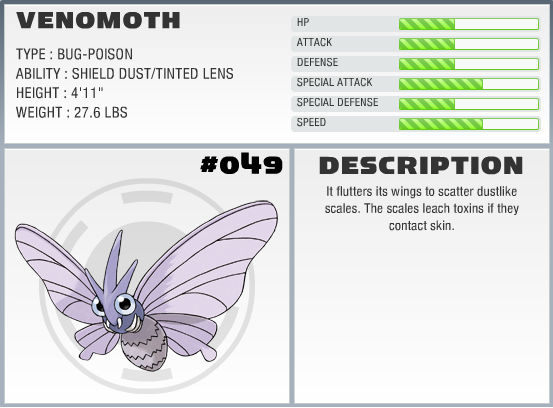 VENOMOTH
TYPE : BUG-POISON
ABILITY : SHIELD DUST/TINTED LENS
HEIGHT : 4'11"
WEIGHT : 27.6 LBS
HP
ATTACK
DEFENSE
SPECIAL ATTACK
SPECIAL DEFENSE
SPEED
#049
DESCRIPTION
It flutters its wings to scatter dustlike
scales. The scales leach toxins if they
contact skin.